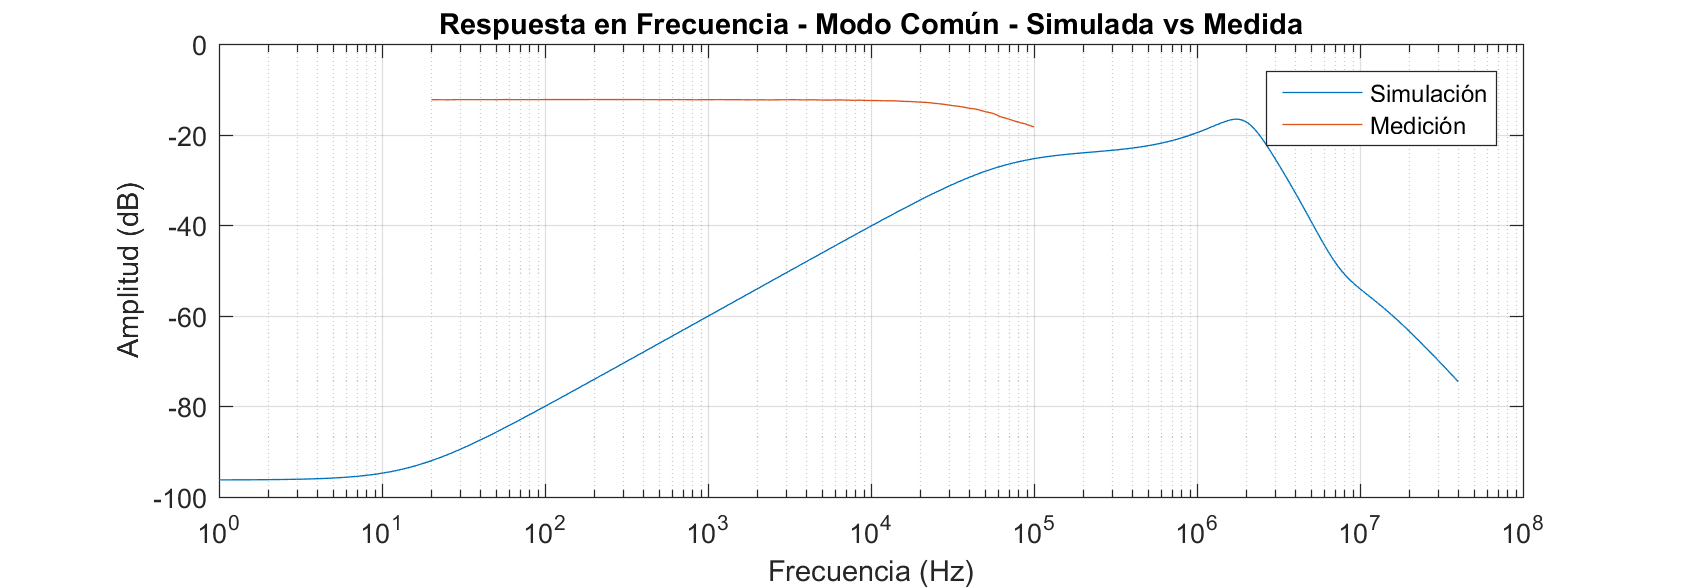 Respuesta en Frecuencia - Modo Común - Simulada vs Medida
0
-20
-40
-60
-80
-100
Amplitud (dB)
Simulación
Medición
10^0 10^1 10^2 10^3 10^4 10^5 10^6 10^7 10^8
Frecuencia (Hz)